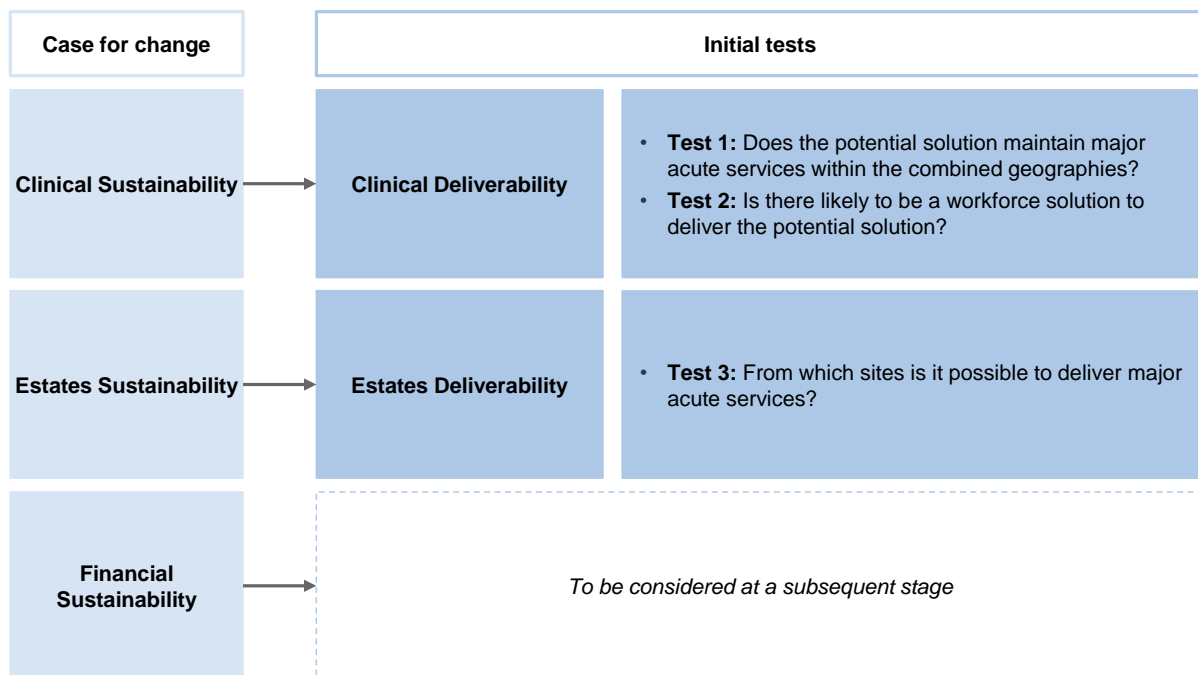 Case for change
Initial tests
Clinical Sustainability
Clinical Deliverability
• Test 1: Does the potential solution maintain major
acute services within the combined geographies?
• Test 2: Is there likely to be a workforce solution to
deliver the potential solution?
Estates Sustainability
Estates Deliverability
• Test 3: From which sites is it possible to deliver major
acute services?
Financial
Sustainability
To be considered at a subsequent stage